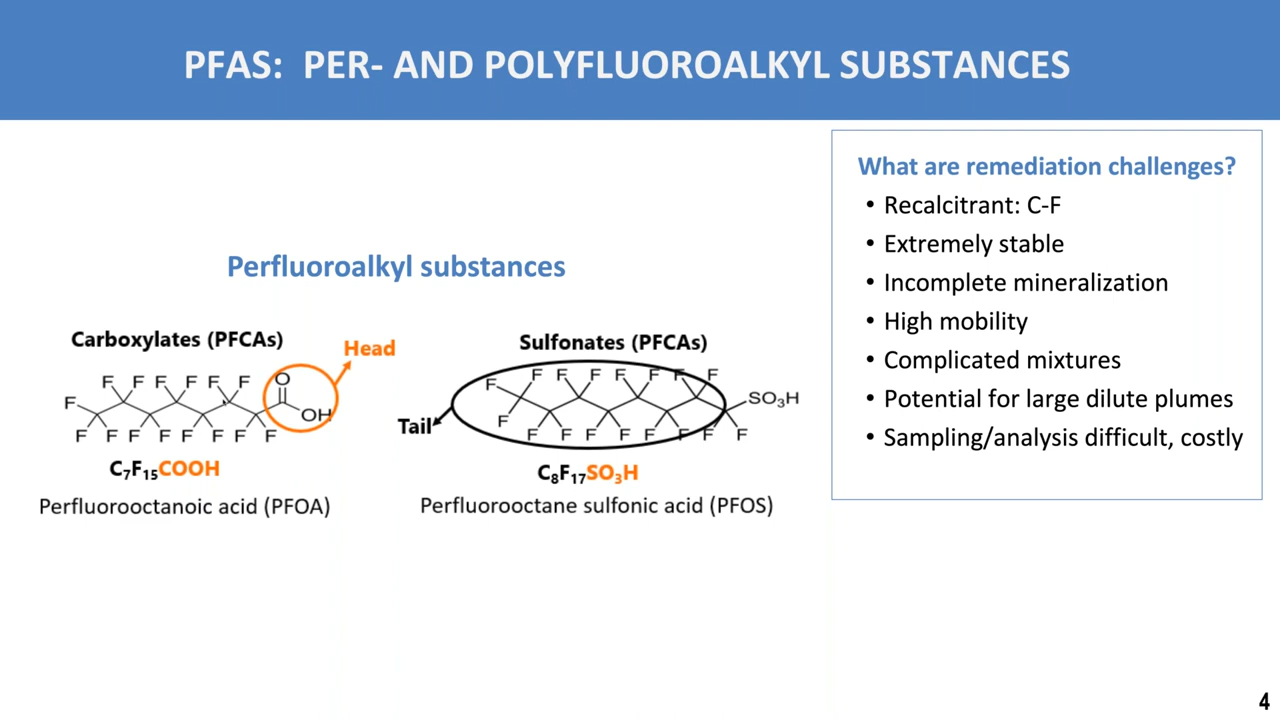 PFAS: PER- AND POLYFLUOROALKYL SUBSTANCES
Perfluoroalkyl substances
Carboxylates (PFCAs)
Head
F F F F F F O
F OH
F F F F F F F F
C₇F₁₅COOH
Perfluorooctanoic acid (PFOA)
Sulfonates (PFCAs)
F F F F F F F F
F SO₃H
Tail
F F F F F F F F
C₈F₁₇SO₃H
Perfluorooctane sulfonic acid (PFOS)
What are remediation challenges?
• Recalcitrant: C-F
• Extremely stable
• Incomplete mineralization
• High mobility
• Complicated mixtures
• Potential for large dilute plumes
• Sampling/analysis difficult, costly
4